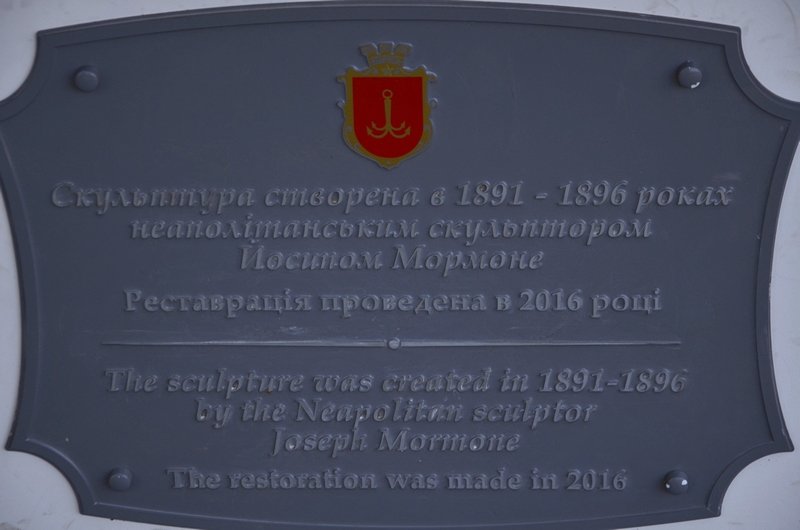 Скульптура створена в 1891 - 1896 роках
неаполітанським скульптором
Йосипом Мормоне
Реставрація проведена в 2016 році
The sculpture was created in 1891-1896
by the Neapolitan sculptor
Joseph Mormone
The restoration was made in 2016